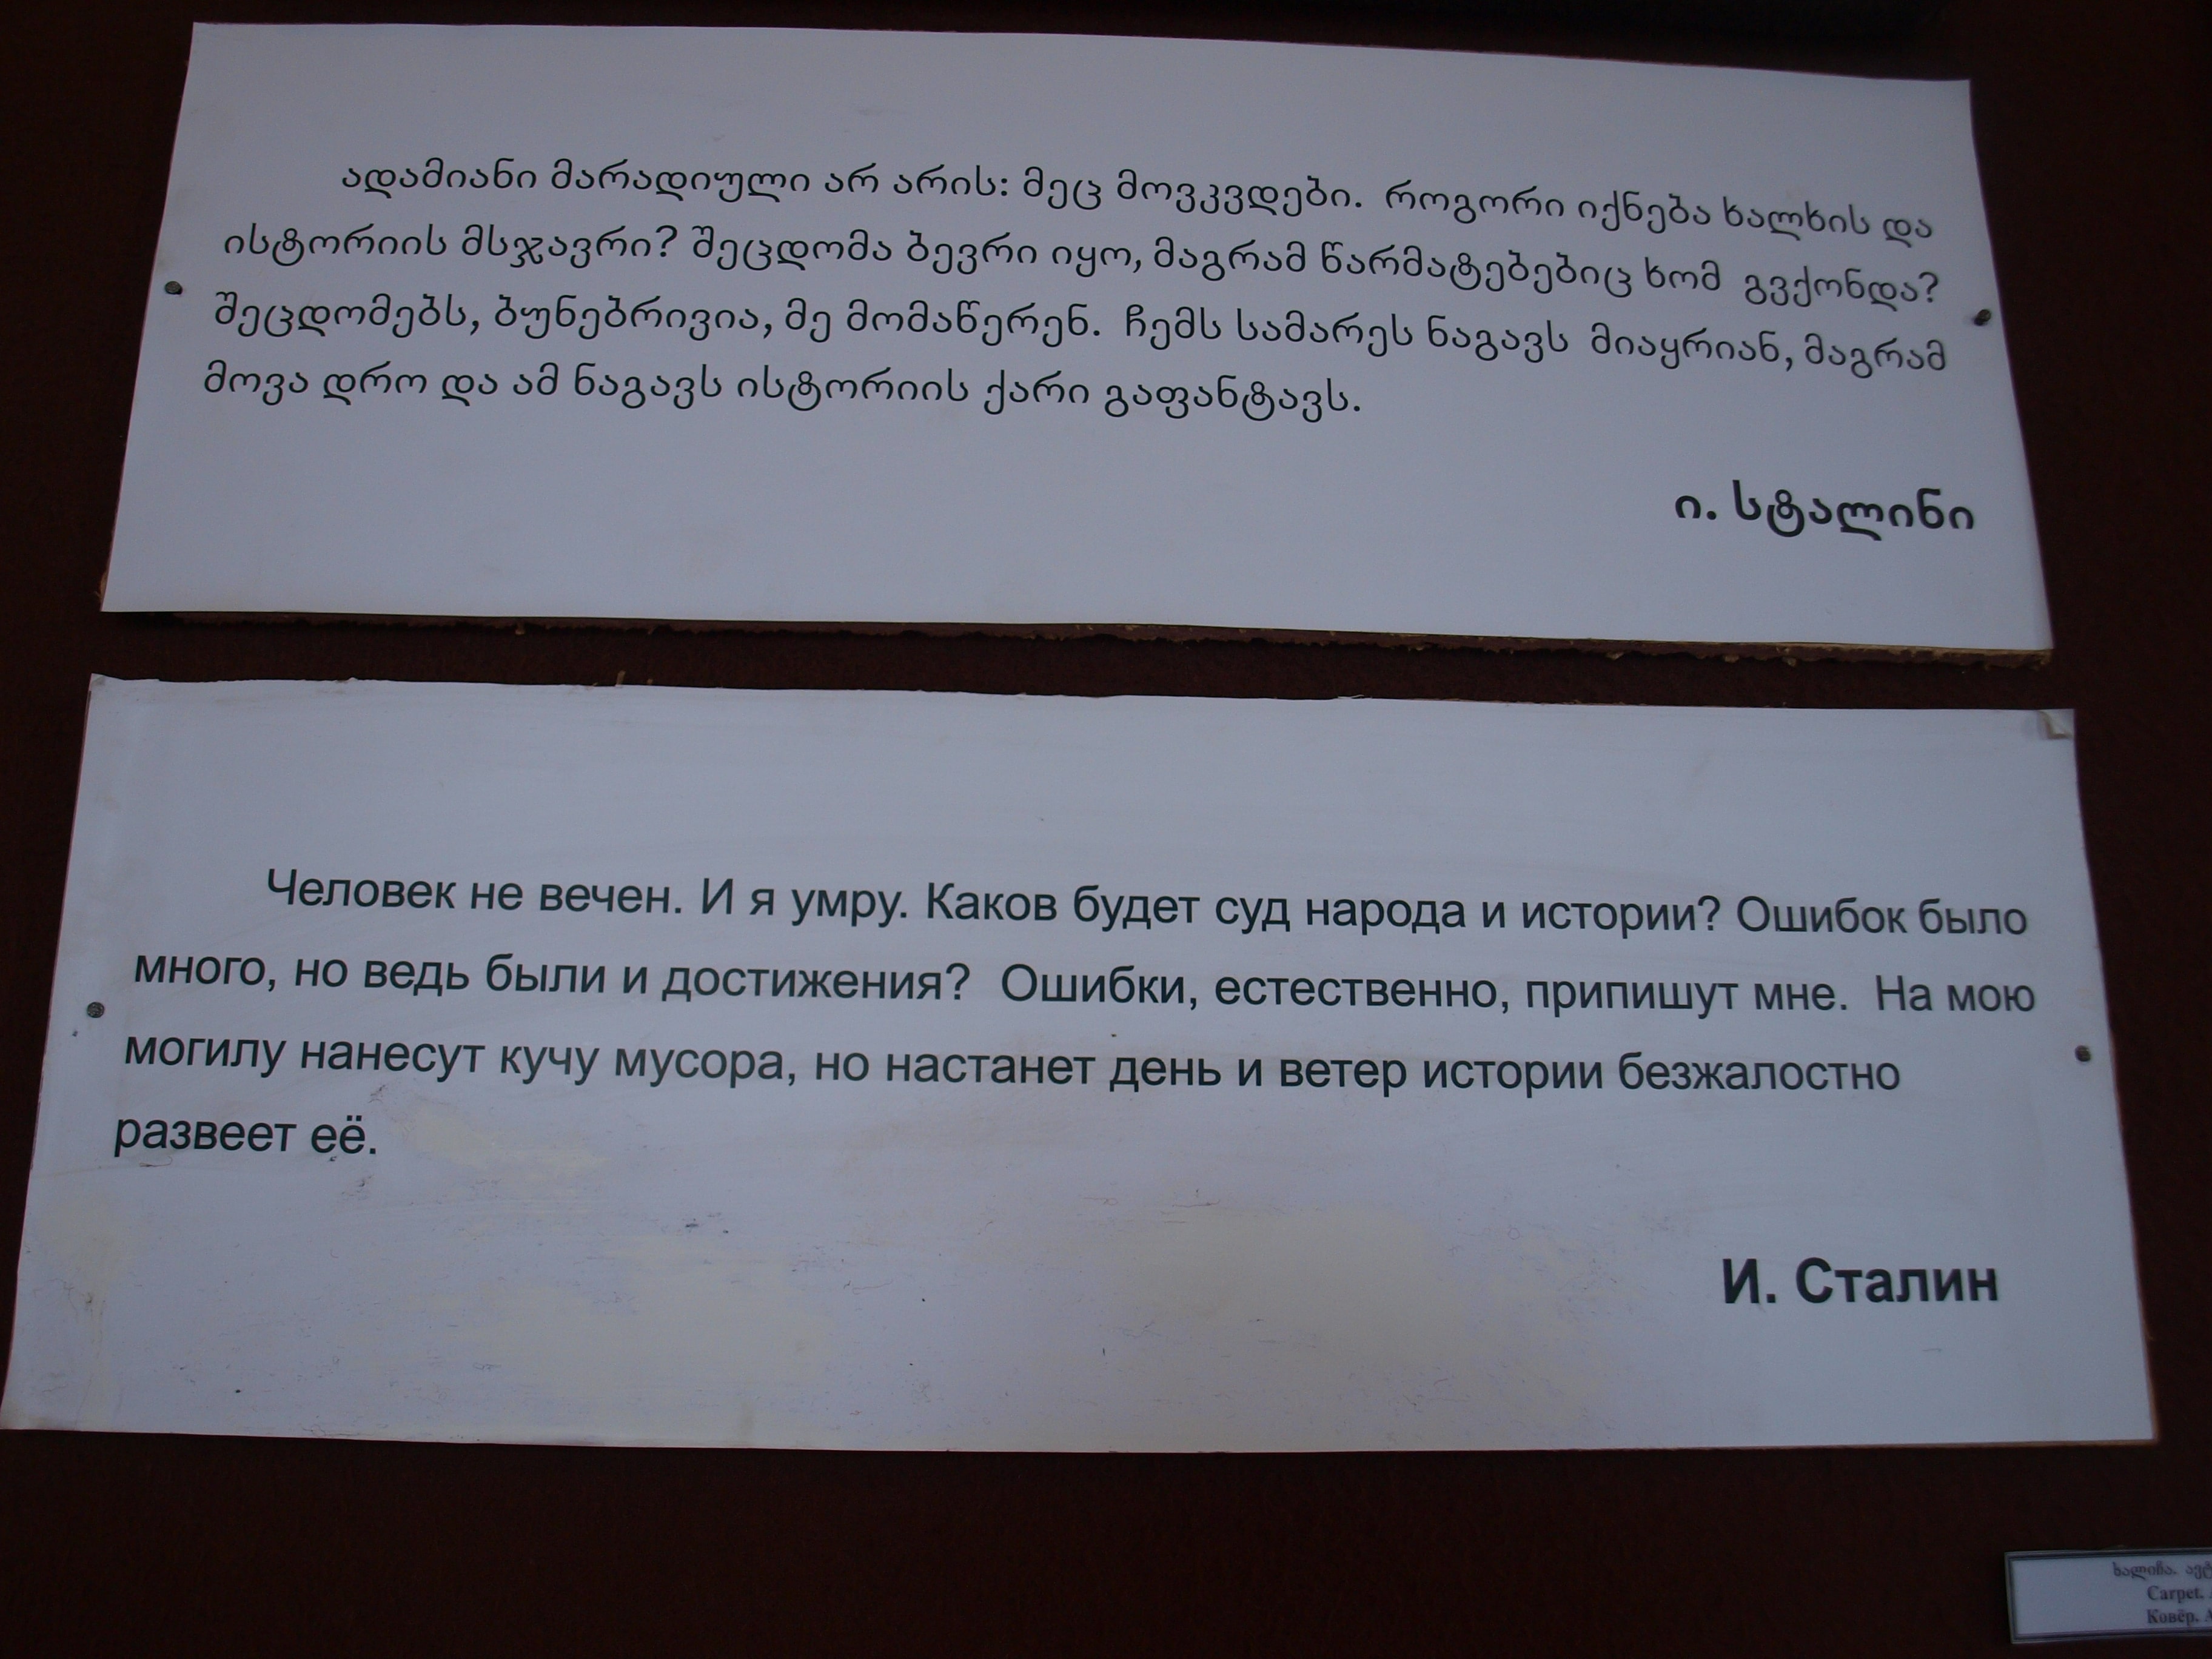 ადამიანი მარადიული არ არის: მეც მოვკვდები. როგორი იქნება ხალხის და
ისტორიის მსჯავრი? შეცდომა ბევრი იყო, მაგრამ წარმატებებიც ხომ გვქონდა?
შეცდომებს, ბუნებრივია, მე მომაწერენ. ჩემს სამარეს ნაგავს მიაყრიან, მაგრამ
მოვა დრო და ამ ნაგავს ისტორიის ქარი გაფანტავს.
ი. სტალინი
Человек не вечен. И я умру. Каков будет суд народа и истории? Ошибок было
много, но ведь были и достижения? Ошибки, естественно, припишут мне. На мою
могилу нанесут кучу мусора, но настанет день и ветер истории безжалостно
развеет её.
И. Сталин
ხალიჩა.
Carpet.
Ковёр.